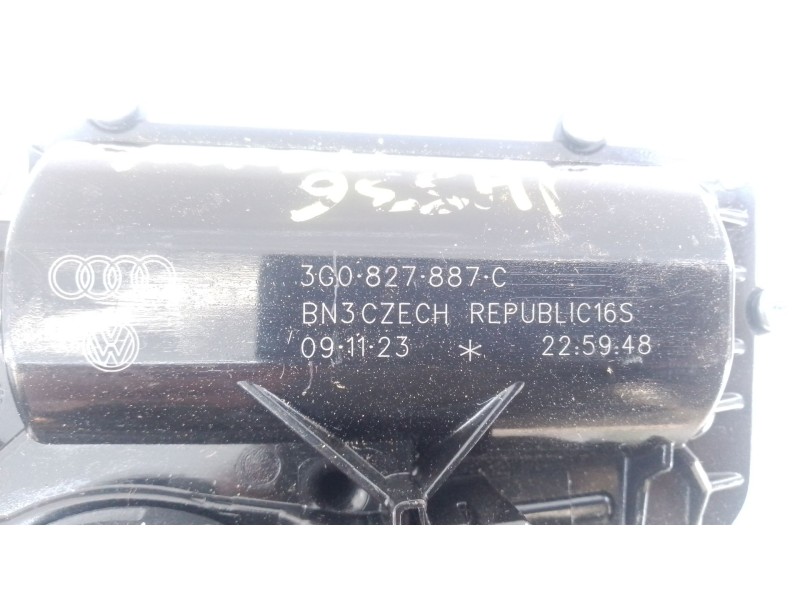 3G0·827·887·C
BN3CZECH REPUBLIC16S
09·11·23 * 22:59:48